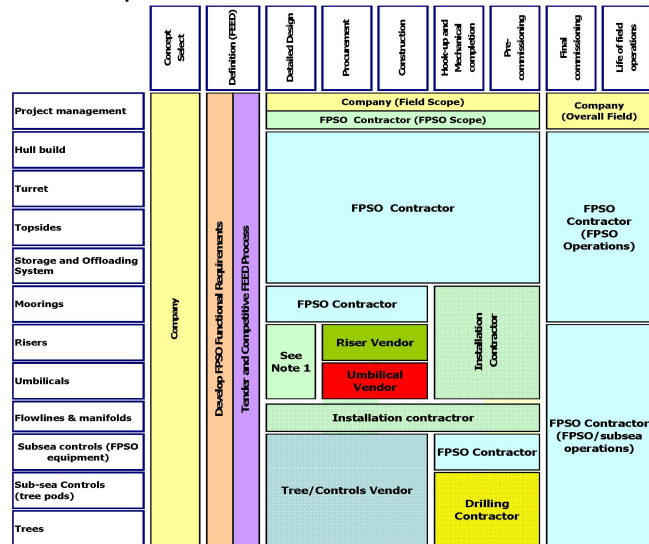 Concept
Select
Definition (FEED)
Detailed Design
Procurement
Construction
Hook-up and
Mechanical
completion
Pre-
commissioning
Final
commissioning
Life of field
operations
Project management
Company (Field Scope)
FPSO Contractor (FPSO Scope)
Company
(Overall Field)
Hull build
Turret
Topsides
Storage and Offloading
System
Moorings
Risers
Umbilicals
Flowlines & manifolds
Subsea controls (FPSO
equipment)
Sub-sea Controls
(tree pods)
Trees
Company
Develop FPSO Functional Requirements
Tender and Competitive FEED Process
FPSO Contractor
FPSO
Contractor
(FPSO
Operations)
FPSO Contractor
Installation
Contractor
See
Note 1
Riser Vendor
Umbilical
Vendor
Installation contractror
FPSO Contractor
(FPSO/subsea
operations)
Tree/Controls Vendor
FPSO Contractor
Drilling
Contractor